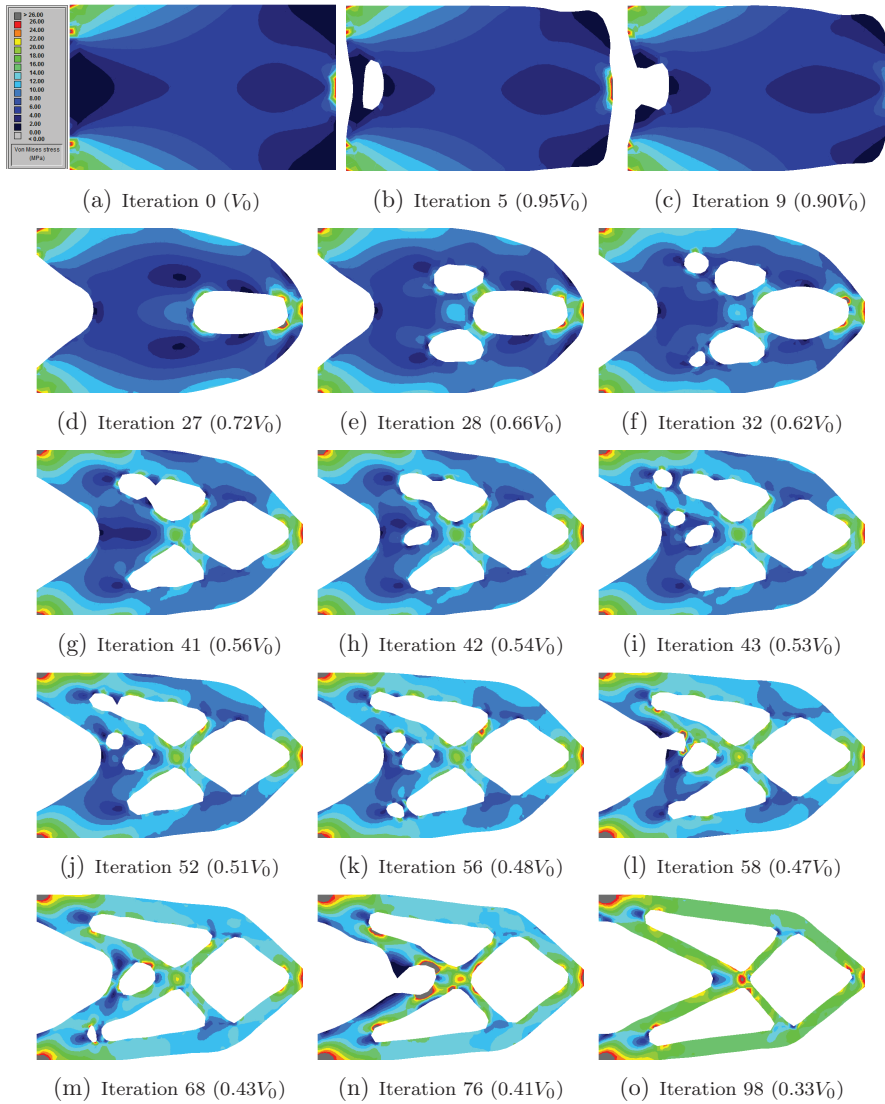 > 26.00
26.00
24.00
22.00
20.00
18.00
16.00
14.00
12.00
10.00
8.00
6.00
4.00
2.00
0.00
< 0.00
Von Mises stress
(MPa)
(a) Iteration 0 (V₀)
(b) Iteration 5 (0.95V₀)
(c) Iteration 9 (0.90V₀)
(d) Iteration 27 (0.72V₀)
(e) Iteration 28 (0.66V₀)
(f) Iteration 32 (0.62V₀)
(g) Iteration 41 (0.56V₀)
(h) Iteration 42 (0.54V₀)
(i) Iteration 43 (0.53V₀)
(j) Iteration 52 (0.51V₀)
(k) Iteration 56 (0.48V₀)
(l) Iteration 58 (0.47V₀)
(m) Iteration 68 (0.43V₀)
(n) Iteration 76 (0.41V₀)
(o) Iteration 98 (0.33V₀)